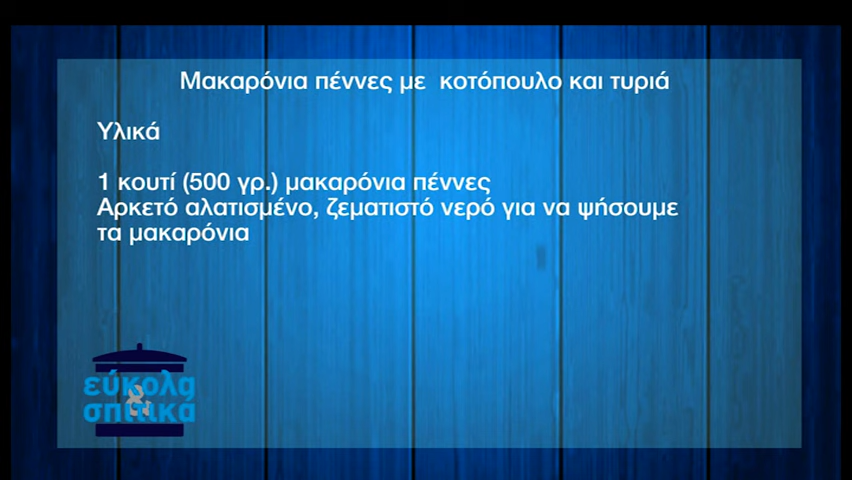 Μακαρόνια πέννες με κοτόπουλο και τυριά
Υλικά
1 κουτί (500 γρ.) μακαρόνια πέννες
Αρκετό αλατισμένο, ζεματιστό νερό για να ψήσουμε
τα μακαρόνια
εύκολα
&
σπιτικα